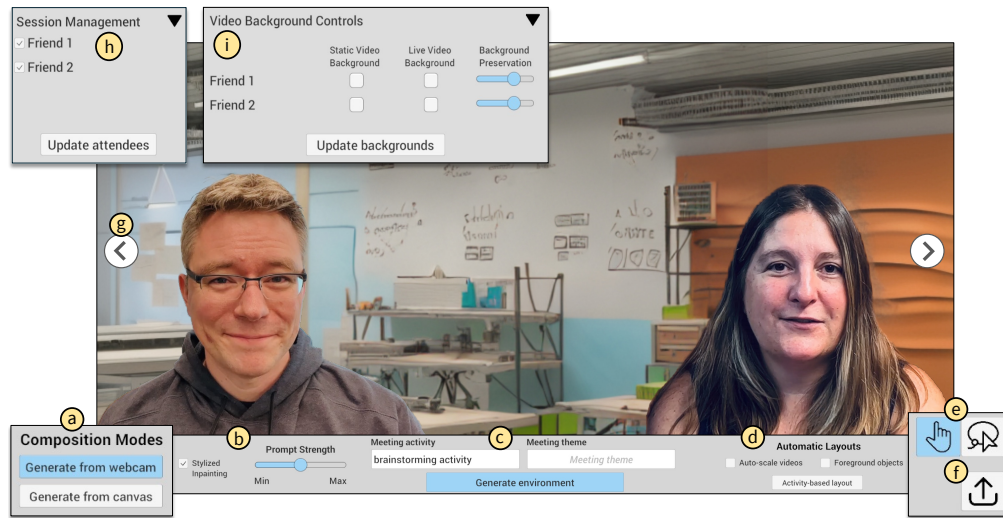 Session Management
Friend 1
h
Friend 2
Update attendees
Video Background Controls
i
Static Video Background
Live Video Background
Background Preservation
Friend 1
Friend 2
Update backgrounds
g
a
Composition Modes
Generate from webcam
Generate from canvas
b
Stylized Inpainting
Prompt Strength
Min Max
c
Meeting activity
brainstorming activity
Meeting theme
Meeting theme
Generate environment
d
Automatic Layouts
Auto-scale videos
Foreground objects
Activity-based layout
e
f